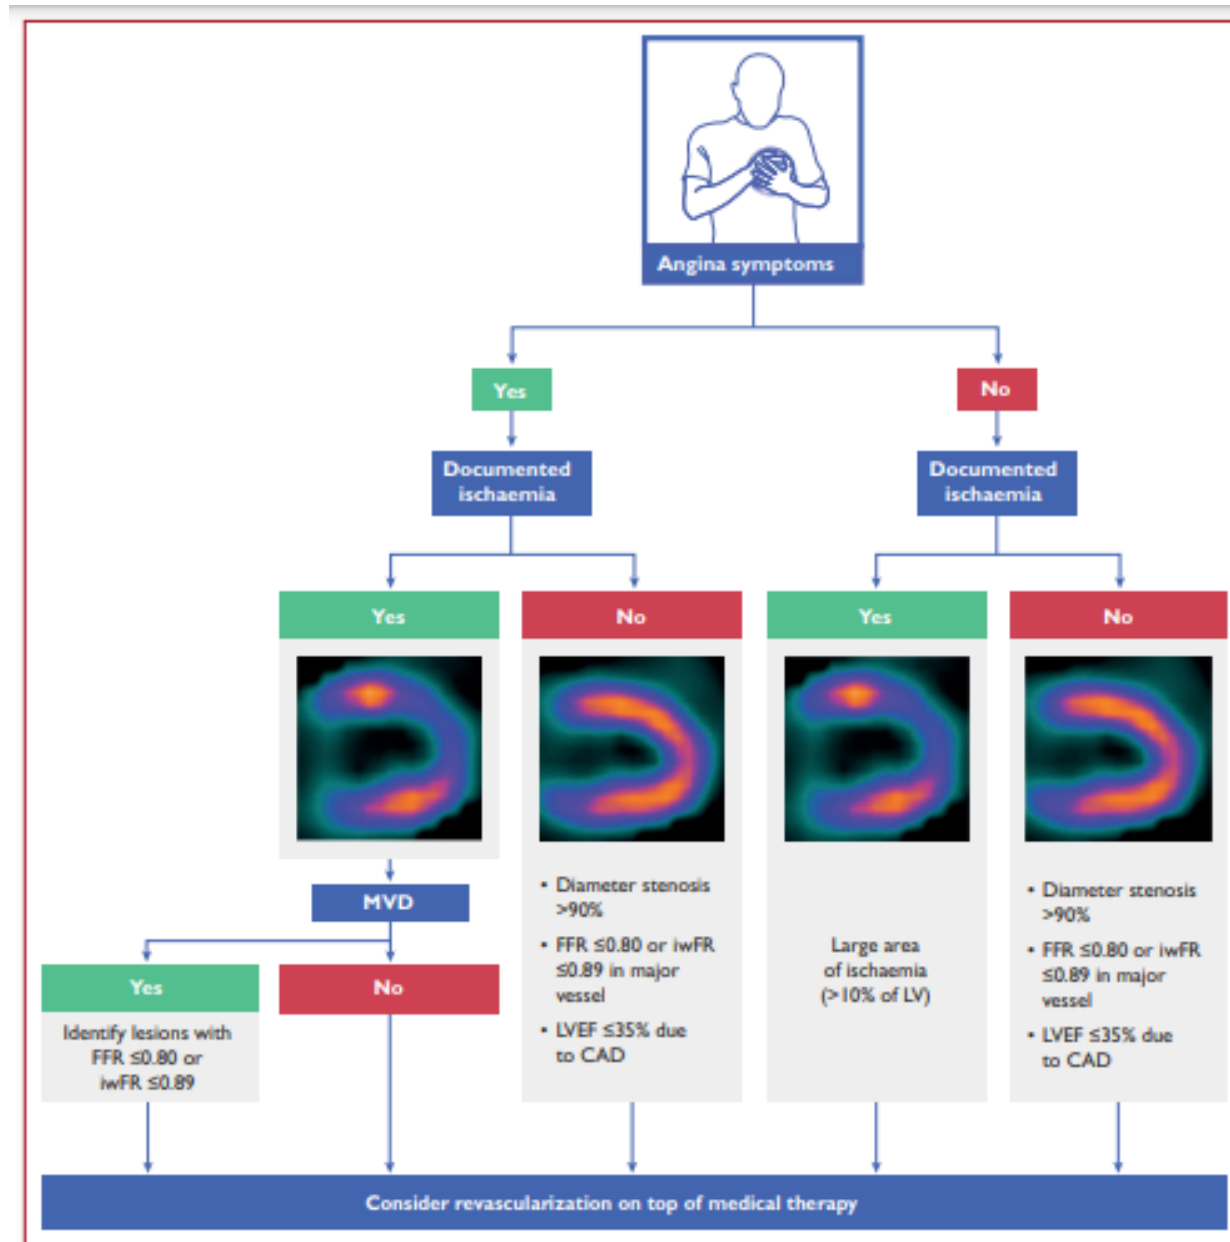 Angina symptoms
Yes
No
Documented
ischaemia
Documented
ischaemia
Yes
No
Yes
No
MVD
Yes
No
Identify lesions with
FFR ≤0.80 or
iwFR ≤0.89
• Diameter stenosis
>90%
• FFR ≤0.80 or iwFR
≤0.89 in major
vessel
• LVEF ≤35% due
to CAD
Large area
of ischaemia
(>10% of LV)
• Diameter stenosis
>90%
• FFR ≤0.80 or iwFR
≤0.89 in major
vessel
• LVEF ≤35% due
to CAD
Consider revascularization on top of medical therapy